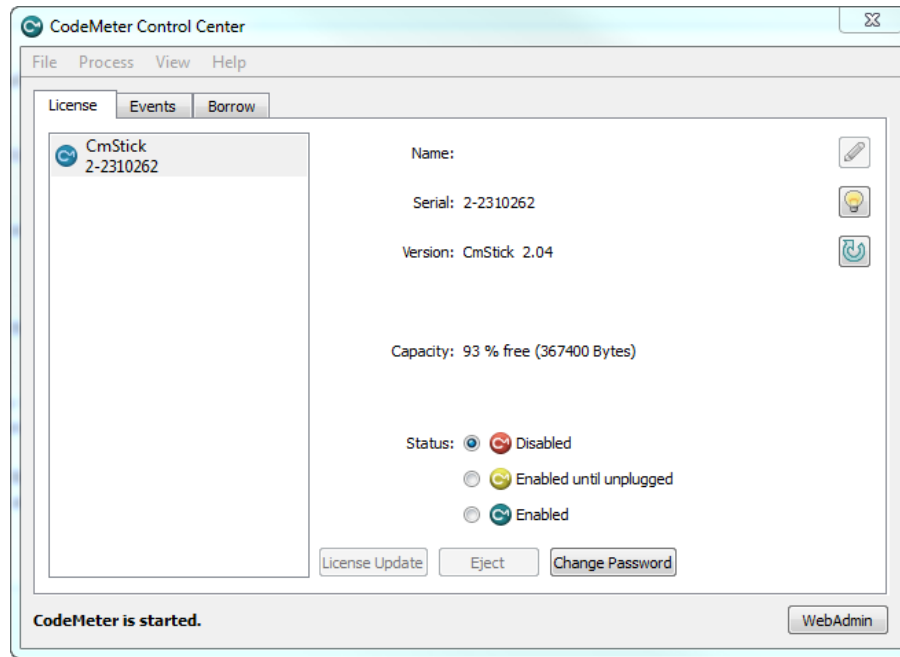 CodeMeter Control Center
File Process View Help
License Events Borrow
CmStick
2-2310262
Name:
Serial: 2-2310262
Version: CmStick 2.04
Capacity: 93 % free (367400 Bytes)
Status: Disabled
Enabled until unplugged
Enabled
License Update Eject Change Password
CodeMeter is started. WebAdmin